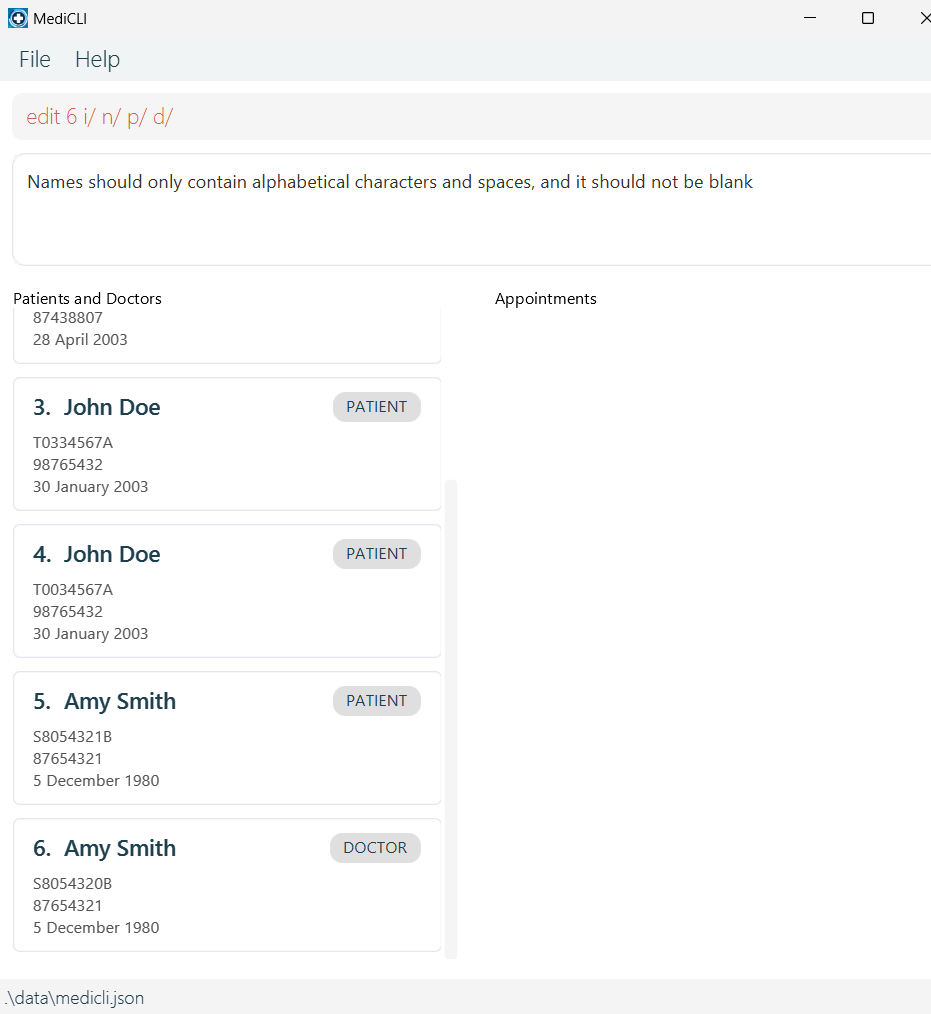 MediCLI
File Help
edit 6 i/ n/ p/ d/
Names should only contain alphabetical characters and spaces, and it should not be blank
Patients and Doctors
87438807
28 April 2003
3. John Doe PATIENT
T0334567A
98765432
30 January 2003
4. John Doe PATIENT
T0034567A
98765432
30 January 2003
5. Amy Smith PATIENT
S8054321B
87654321
5 December 1980
6. Amy Smith DOCTOR
S8054320B
87654321
5 December 1980
Appointments
.\data\medicli.json